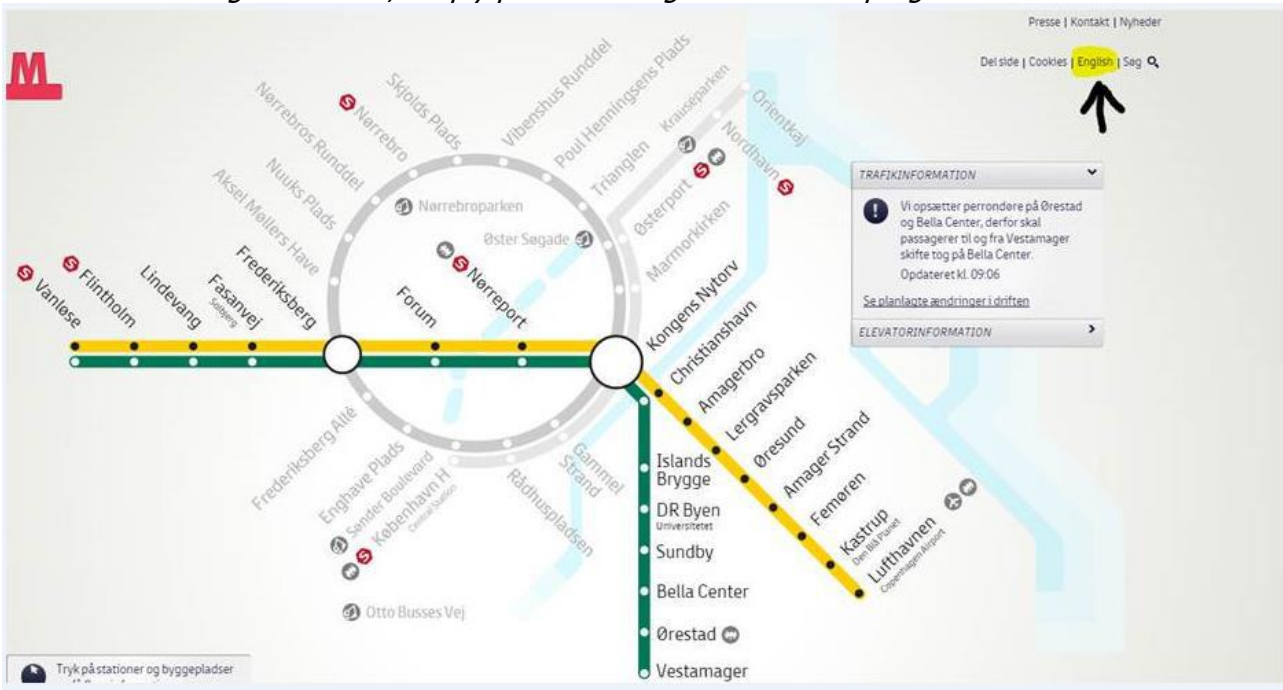 Presse | Kontakt | Nyheder
M
Del side | Cookies | English | Søg
TRAFIKINFORMATION
Vi opsætter perrondøre på Ørestad
og Bella Center, derfor skal
passagerer til og fra Vestamager
skifte tog på Bella Center.
Opdateret kl. 09:06
Se planlagte ændringer i driften
ELEVATORINFORMATION
S Vanløse
S Flintholm
Lindevang
Fasanvej
Solbjerg
Frederiksberg
Aksel Møllers Have
Nuuks Plads
Nørrebros Runddel
S Nørrebro
Skjolds Plads
Vibenshus Runddel
Poul Henningsens Plads
Trianglen
Krauseparken
Orientkaj
Nordhavn S
Østerport S
Marmorkirken
Nørrebroparken
Øster Søgade
Forum
S Nørreport
Kongens Nytorv
Christianshavn
Amagerbro
Lergravsparken
Øresund
Amager Strand
Femøren
Kastrup
Den Blå Planet
Lufthavnen
Copenhagen Airport
Frederiksberg Allé
Enghave Plads
Sønder Boulevard
S København H
Central Station
Rådhuspladsen
Gammel
Strand
Otto Busses Vej
Islands
Brygge
DR Byen
Universitetet
Sundby
Bella Center
Ørestad
Vestamager
Tryk på stationer og byggepladser